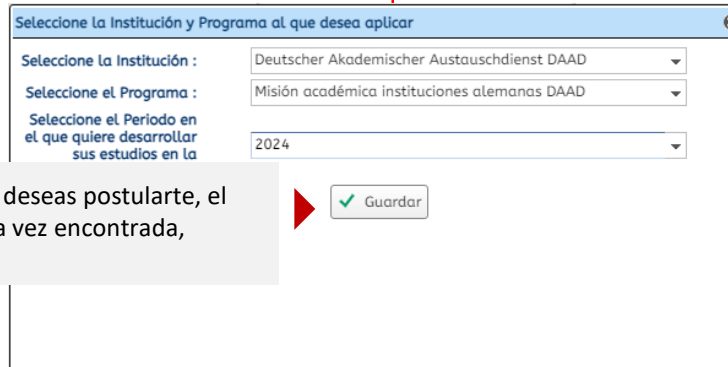 Seleccione la Institución y Programa al que desea aplicar
Seleccione la Institución :
Deutscher Akademischer Austauschdienst DAAD
Seleccione el Programa :
Misión académica instituciones alemanas DAAD
Seleccione el Periodo en
el que quiere desarrollar
sus estudios en la
2024
deseas postularte, el
vez encontrada,
Guardar